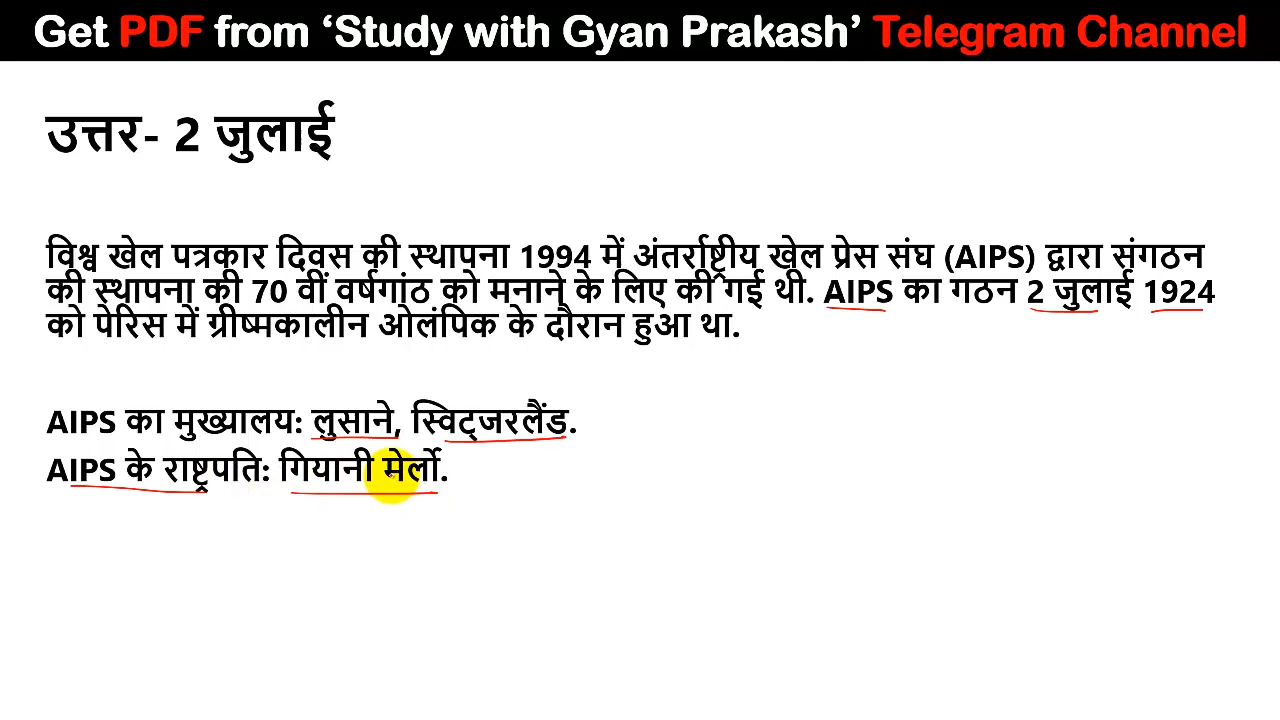 Get PDF from ‘Study with Gyan Prakash’ Telegram Channel
उत्तर- 2 जुलाई
विश्व खेल पत्रकार दिवस की स्थापना 1994 में अंतर्राष्ट्रीय खेल प्रेस संघ (AIPS) द्वारा संगठन
की स्थापना की 70 वीं वर्षगांठ को मनाने के लिए की गई थी. AIPS का गठन 2 जुलाई 1924
को पेरिस में ग्रीष्मकालीन ओलंपिक के दौरान हुआ था.
AIPS का मुख्यालय: लुसाने, स्विट्जरलैंड.
AIPS के राष्ट्रपति: गियानी मेर्लो.